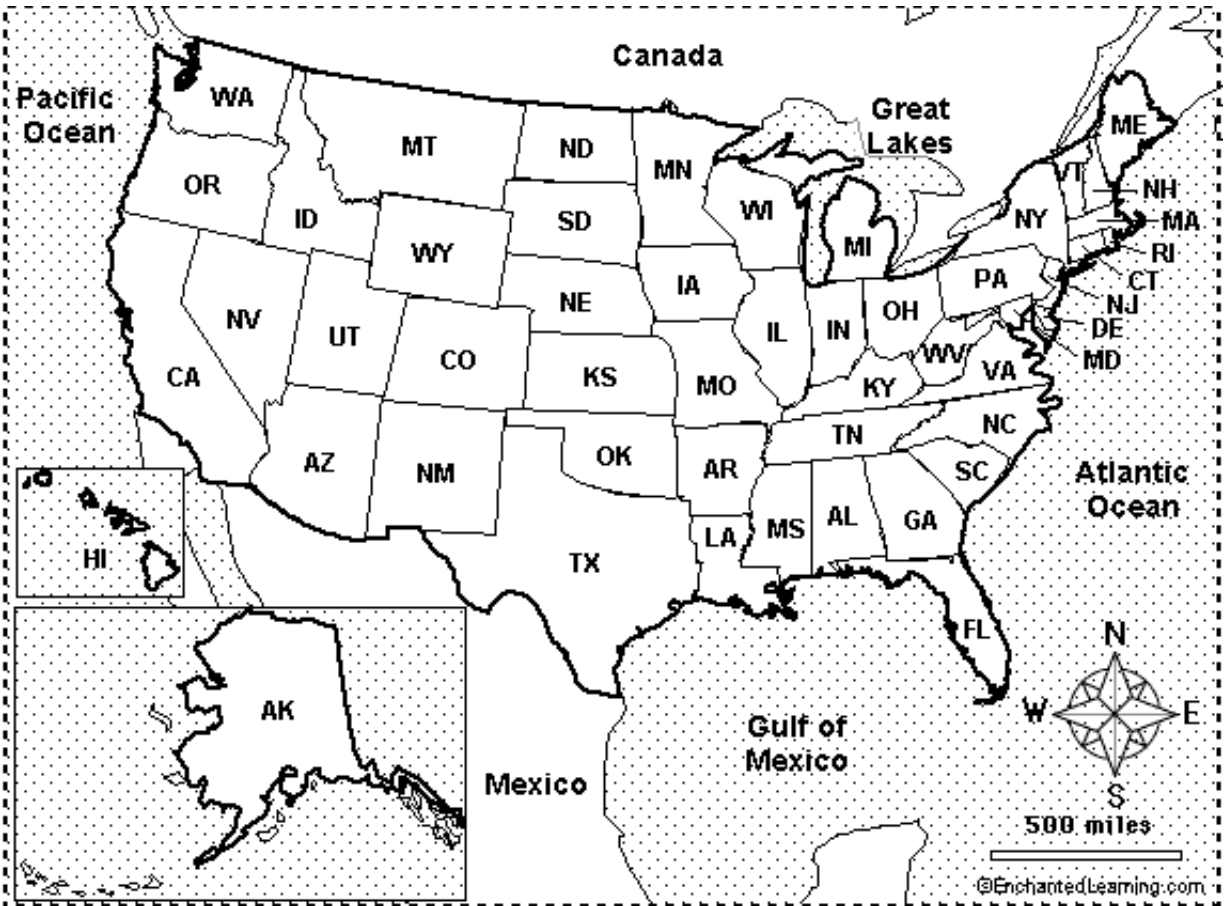 Canada
Pacific
Ocean
Great
Lakes
WA
MT
ND
MN
ME
OR
ID
SD
WI
VT
NH
WY
MI
NY
MA
RI
IA
PA
CT
NE
NJ
NV
UT
IL
IN
OH
DE
CO
WV
MD
CA
KS
MO
KY
VA
TN
NC
AZ
NM
OK
AR
SC
Atlantic
Ocean
HI
TX
LA
MS
AL
GA
FL
N
AK
W
E
Gulf of
Mexico
Mexico
S
500 miles
©EnchantedLearning.com